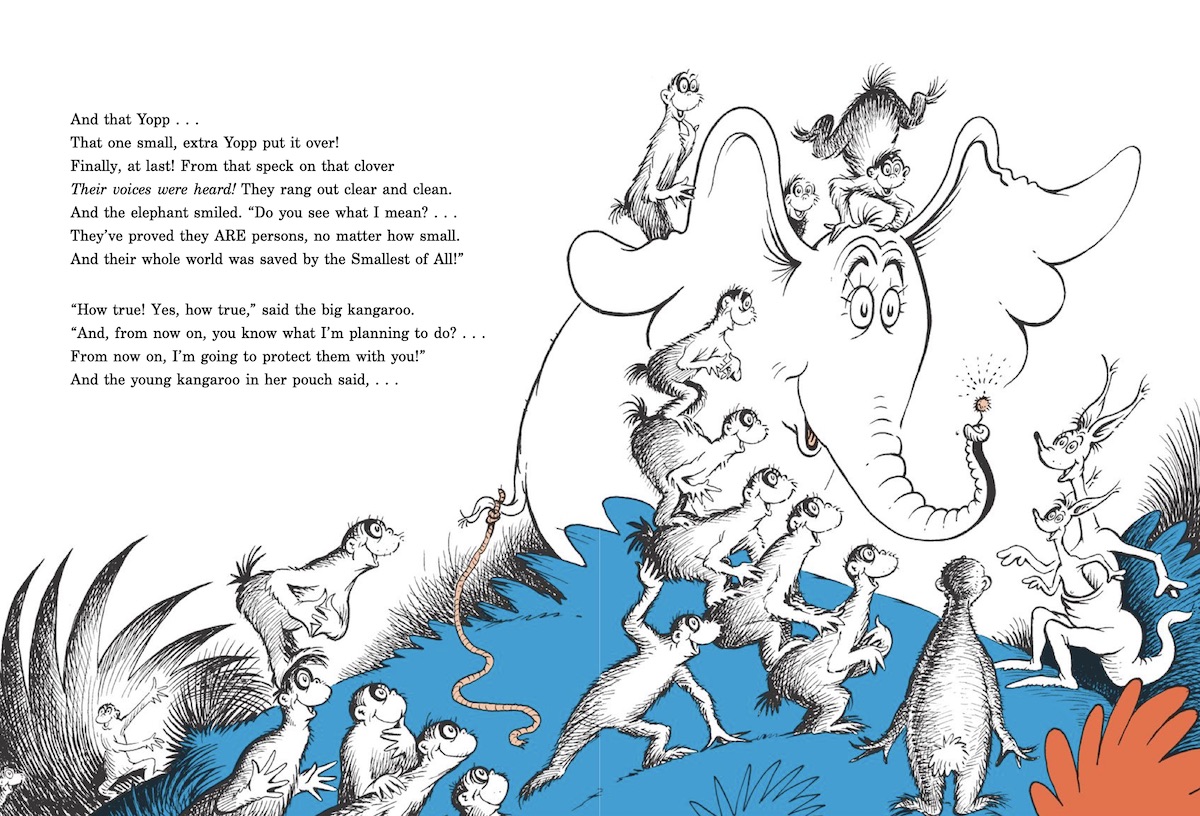 And that Yopp . . .
That one small, extra Yopp put it over!
Finally, at last! From that speck on that clover
Their voices were heard! They rang out clear and clean.
And the elephant smiled. “Do you see what I mean? . . .
They’ve proved they ARE persons, no matter how small.
And their whole world was saved by the Smallest of All!”
“How true! Yes, how true,” said the big kangaroo.
“And, from now on, you know what I’m planning to do? . . .
From now on, I’m going to protect them with you!”
And the young kangaroo in her pouch said, . . .